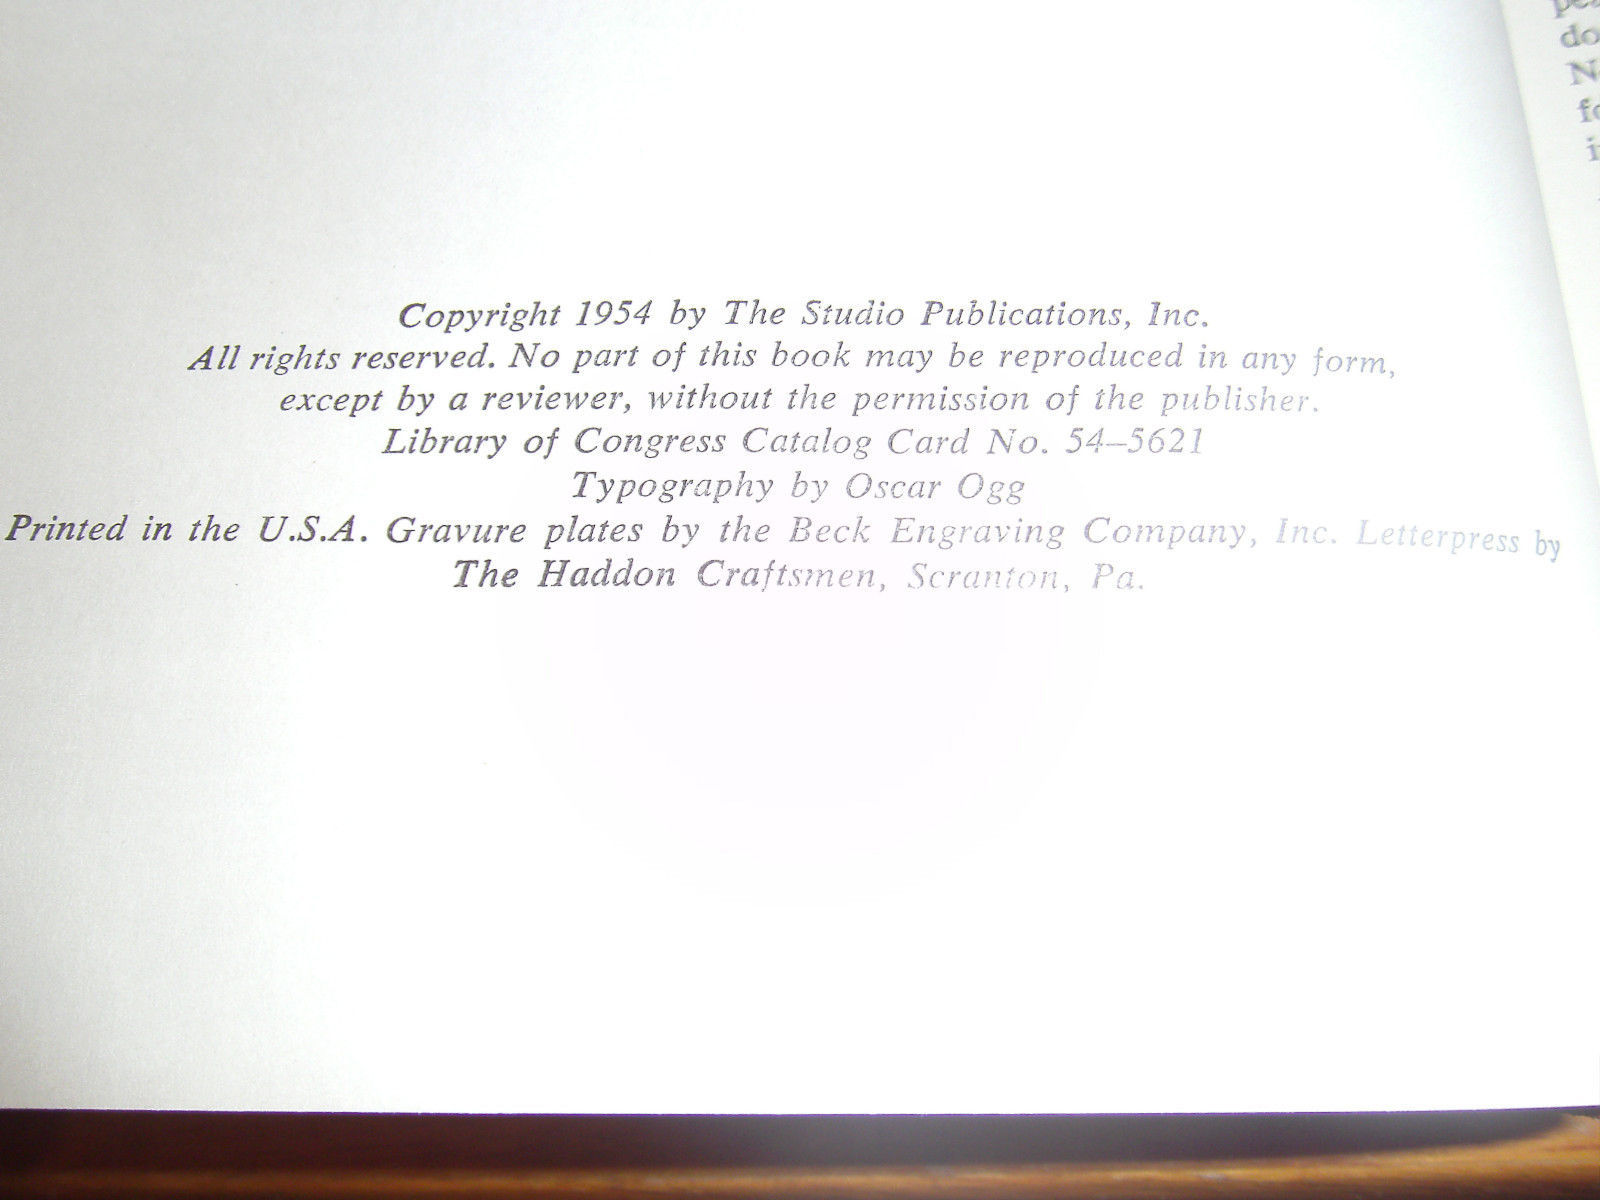 Copyright 1954 by The Studio Publications, Inc.
All rights reserved. No part of this book may be reproduced in any form,
except by a reviewer, without the permission of the publisher.
Library of Congress Catalog Card No. 54–5621
Typography by Oscar Ogg
Printed in the U.S.A. Gravure plates by the Beck Engraving Company, Inc. Letterpress by
The Haddon Craftsmen, Scranton, Pa.